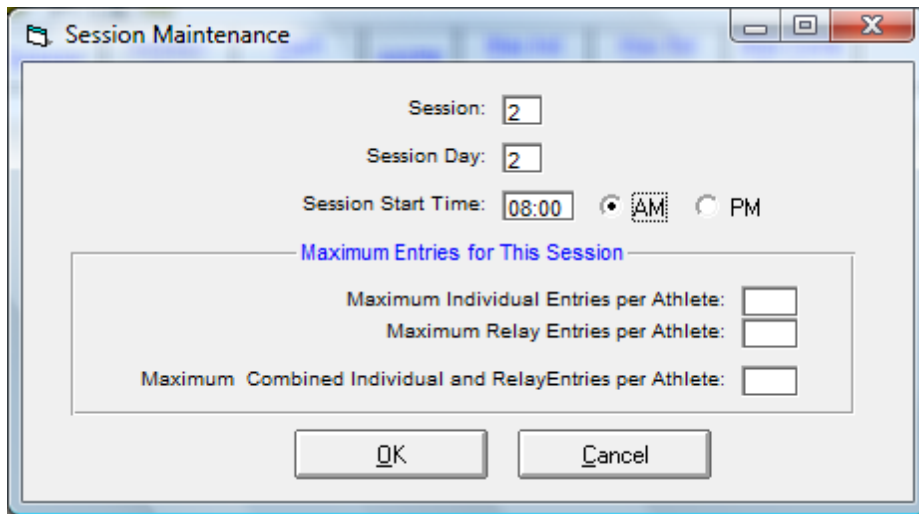 Session Maintenance
Session: 2
Session Day: 2
Session Start Time: 08:00 AM PM
Maximum Entries for This Session
Maximum Individual Entries per Athlete:
Maximum Relay Entries per Athlete:
Maximum Combined Individual and RelayEntries per Athlete:
OK Cancel